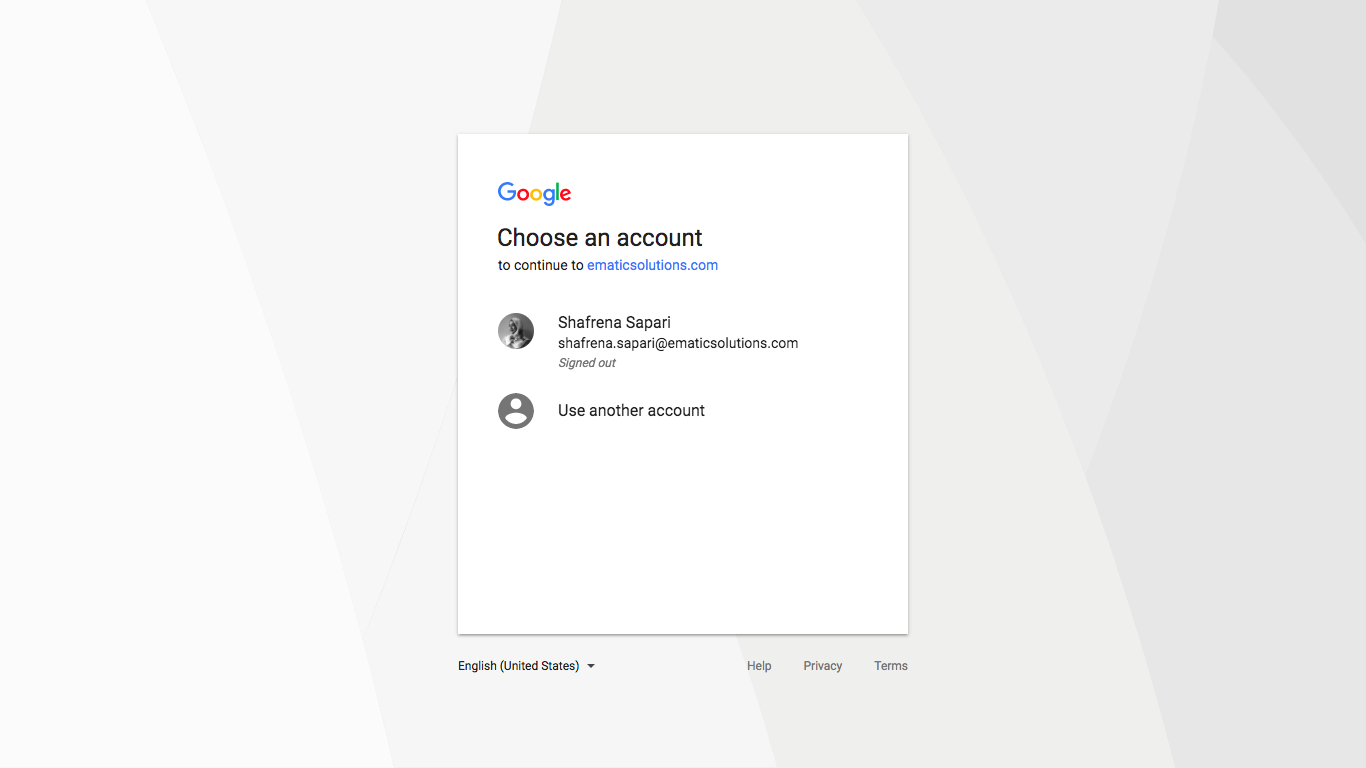 Google
Choose an account
to continue to ematicsolutions.com
Shafrena Sapari
shafrena.sapari@ematicsolutions.com
Signed out
Use another account
English (United States)
Help Privacy Terms